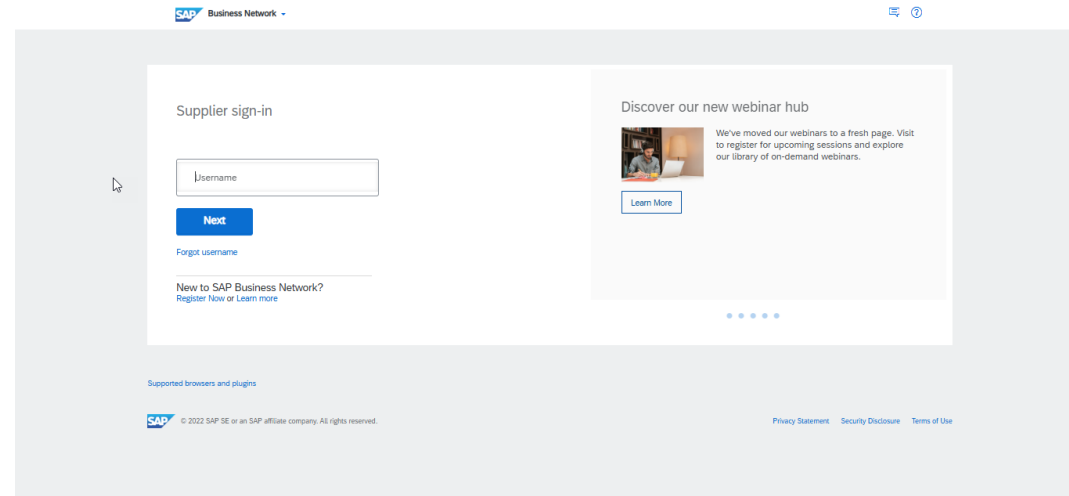 SAP Business Network
Supplier sign-in
Username
Next
Forgot username
New to SAP Business Network?
Register Now or Learn more
Discover our new webinar hub
We've moved our webinars to a fresh page. Visit
to register for upcoming sessions and explore
our library of on-demand webinars.
Learn More
Supported browsers and plugins
SAP © 2022 SAP SE or an SAP affiliate company. All rights reserved.
Privacy Statement Security Disclosure Terms of Use